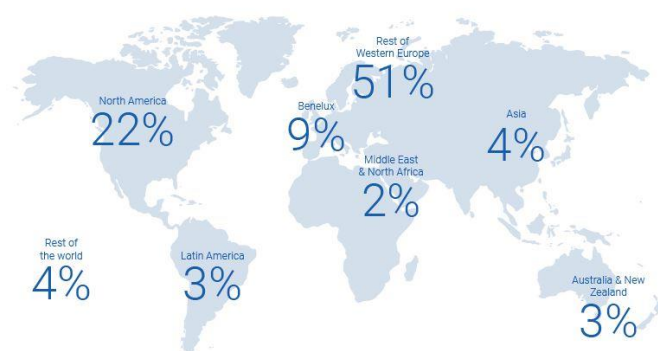 Rest of
Western Europe
51%
North America
22%
Benelux
9%
Asia
4%
Middle East
& North Africa
2%
Rest of
the world
4%
Latin America
3%
Australia & New
Zealand
3%